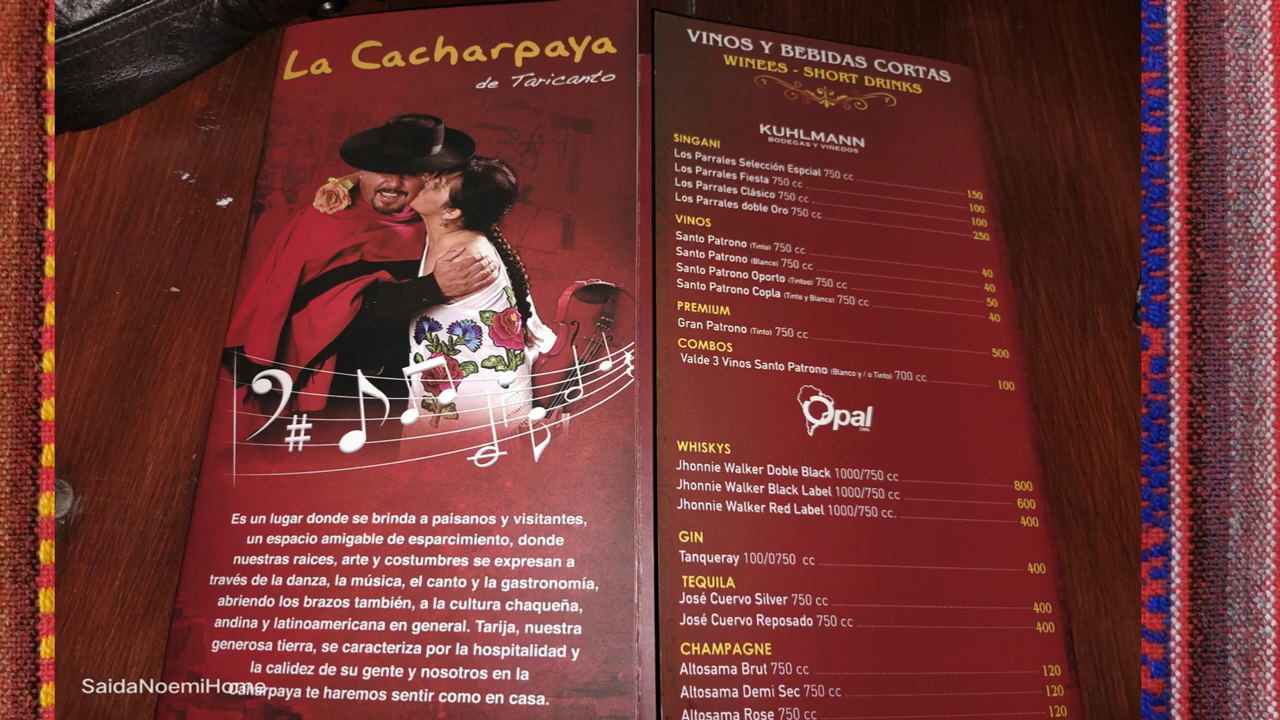 La Cacharpaya
de Taricanto
Es un lugar donde se brinda a paisanos y visitantes,
un espacio amigable de esparcimiento, donde
nuestras raices, arte y costumbres se expresan a
través de la danza, la música, el canto y la gastronomía,
abriendo los brazos también, a la cultura chaqueña,
andina y latinoamericana en general. Tarija, nuestra
generosa tierra, se caracteriza por la hospitalidad y
la calidez de su gente y nosotros en la
te haremos sentir como en casa.
SaidaNoemiHoms
VINOS Y BEBIDAS CORTAS
WINEES - SHORT DRINKS
KUHLMANN
BODEGAS Y VIÑEDOS
SINGANI
Los Parrales Selección Espcial 750 cc 150
Los Parrales Fiesta 750 cc 100
Los Parrales Clásico 750 cc 100
Los Parrales doble Oro 750 cc 250
VINOS
Santo Patrono (Tinto) 750 cc 40
Santo Patrono (Blanco) 750 cc 40
Santo Patrono Oporto (Tintoo) 750 cc 50
Santo Patrono Copla (Tinto y Blanco) 750 cc 40
PREMIUM
Gran Patrono (Tinto) 750 cc 500
COMBOS
Valde 3 Vinos Santo Patrono (Blanco y / o Tinto) 700 cc 100
Opal
WHISKYS
Jhonnie Walker Doble Black 1000/750 cc 800
Jhonnie Walker Black Label 1000/750 cc 600
Jhonnie Walker Red Label 1000/750 cc. 400
GIN
Tanqueray 100/0750 cc 400
TEQUILA
José Cuervo Silver 750 cc 400
José Cuervo Reposado 750 cc 400
CHAMPAGNE
Altosama Brut 750 cc 120
Altosama Demi Sec 750 cc 120
Altosama Rose 750 cc 120